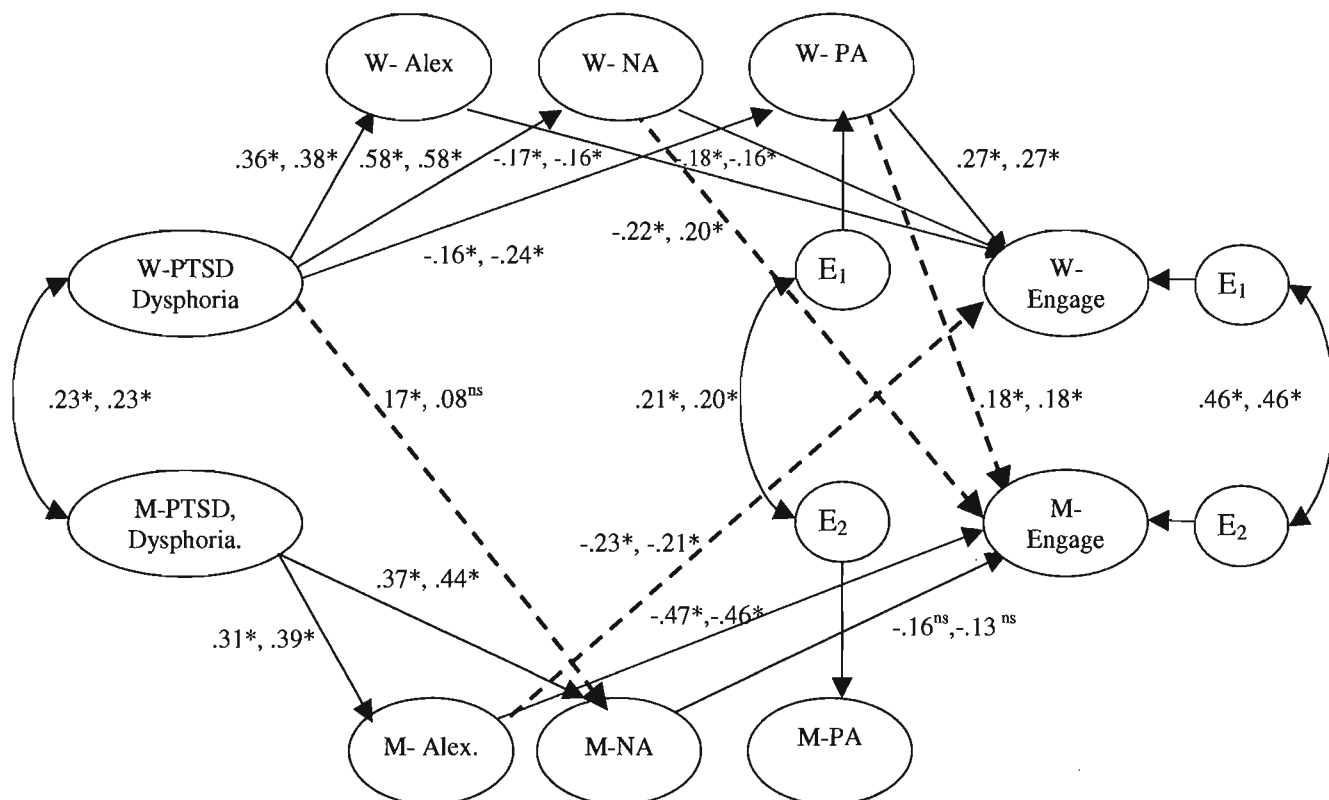 W- Alex
W- NA
W- PA
.36*, .38*
.58*, .58*
-.17*, -.16*
-.18*,-.16*
.27*, .27*
-.16*, -.24*
-.22*, .20*
W-PTSD
Dysphoria
E1
W-
Engage
E1
.23*, .23*
.17*, .08ns
.21*, .20*
.18*, .18*
.46*, .46*
M-PTSD,
Dysphoria.
E2
M-
Engage
E2
-.23*, -.21*
.37*, .44*
-.47*,-.46*
-.16ns,-.13 ns
.31*, .39*
M- Alex.
M-NA
M-PA